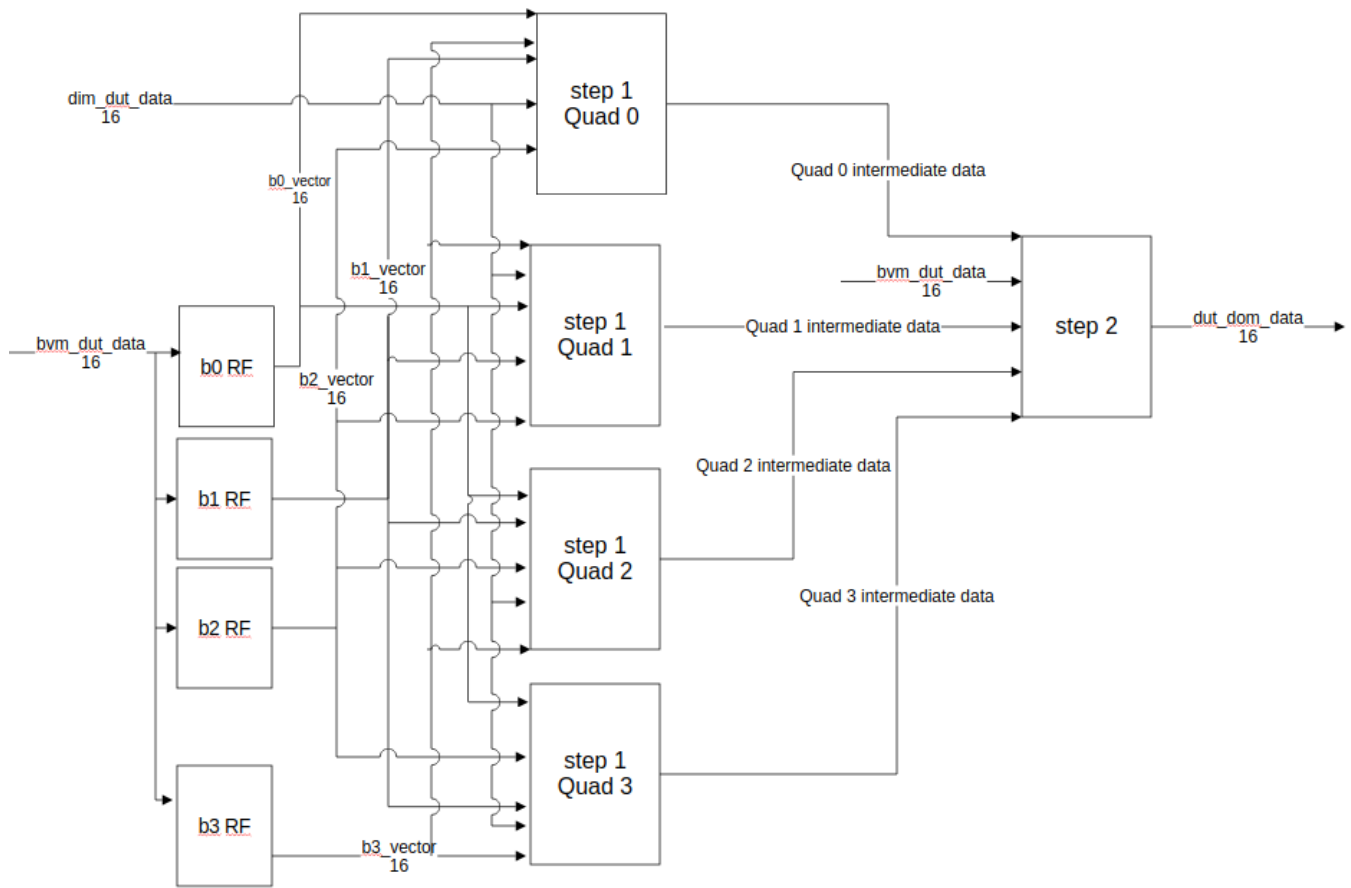 dim_dut_data
16
b0_vector
16
b1_vector
16
b2_vector
16
bvm_dut_data
16
b0 RF
b1 RF
b2 RF
b3 RF
b3_vector
16
step 1
Quad 0
step 1
Quad 1
step 1
Quad 2
step 1
Quad 3
Quad 0 intermediate data
bvm_dut_data
16
Quad 1 intermediate data
Quad 2 intermediate data
Quad 3 intermediate data
step 2
dut_dom_data
16